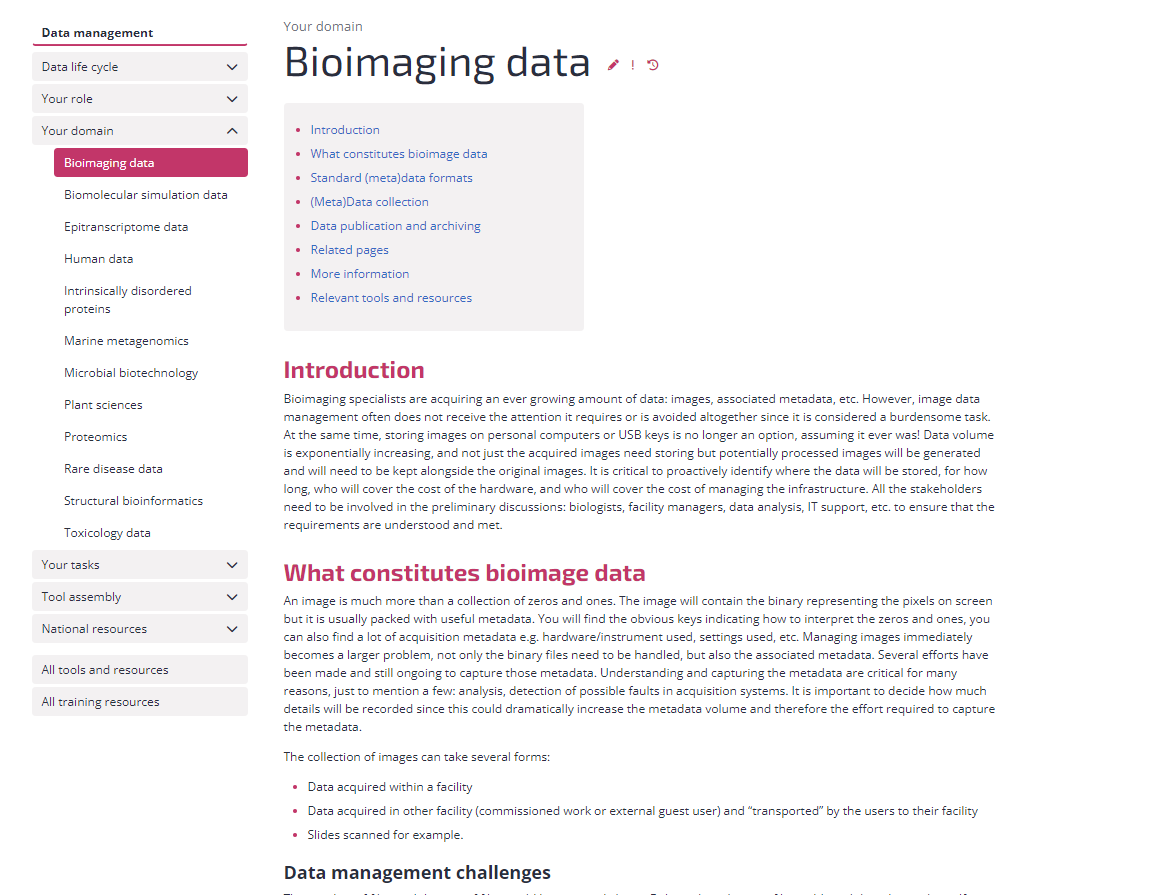 Data management
Data life cycle
Your role
Your domain
Bioimaging data
Biomolecular simulation data
Epitranscriptome data
Human data
Intrinsically disordered
proteins
Marine metagenomics
Microbial biotechnology
Plant sciences
Proteomics
Rare disease data
Structural bioinformatics
Toxicology data
Your tasks
Tool assembly
National resources
All tools and resources
All training resources
Your domain
Bioimaging data
Introduction
What constitutes bioimage data
Standard (meta)data formats
(Meta)Data collection
Data publication and archiving
Related pages
More information
Relevant tools and resources
Introduction
Bioimaging specialists are acquiring an ever growing amount of data: images, associated metadata, etc. However, image data
management often does not receive the attention it requires or is avoided altogether since it is considered a burdensome task.
At the same time, storing images on personal computers or USB keys is no longer an option, assuming it ever was! Data volume
is exponentially increasing, and not just the acquired images need storing but potentially processed images will be generated
and will need to be kept alongside the original images. It is critical to proactively identify where the data will be stored, for how
long, who will cover the cost of the hardware, and who will cover the cost of managing the infrastructure. All the stakeholders
need to be involved in the preliminary discussions: biologists, facility managers, data analysis, IT support, etc. to ensure that the
requirements are understood and met.
What constitutes bioimage data
An image is much more than a collection of zeros and ones. The image will contain the binary representing the pixels on screen
but it is usually packed with useful metadata. You will find the obvious keys indicating how to interpret the zeros and ones, you
can also find a lot of acquisition metadata e.g. hardware/instrument used, settings used, etc. Managing images immediately
becomes a larger problem, not only the binary files need to be handled, but also the associated metadata. Several efforts have
been made and still ongoing to capture those metadata. Understanding and capturing the metadata are critical for many
reasons, just to mention a few: analysis, detection of possible faults in acquisition systems. It is important to decide how much
details will be recorded since this could dramatically increase the metadata volume and therefore the effort required to capture
the metadata.
The collection of images can take several forms:
Data acquired within a facility
Data acquired in other facility (commissioned work or external guest user) and “transported” by the users to their facility
Slides scanned for example.
Data management challenges